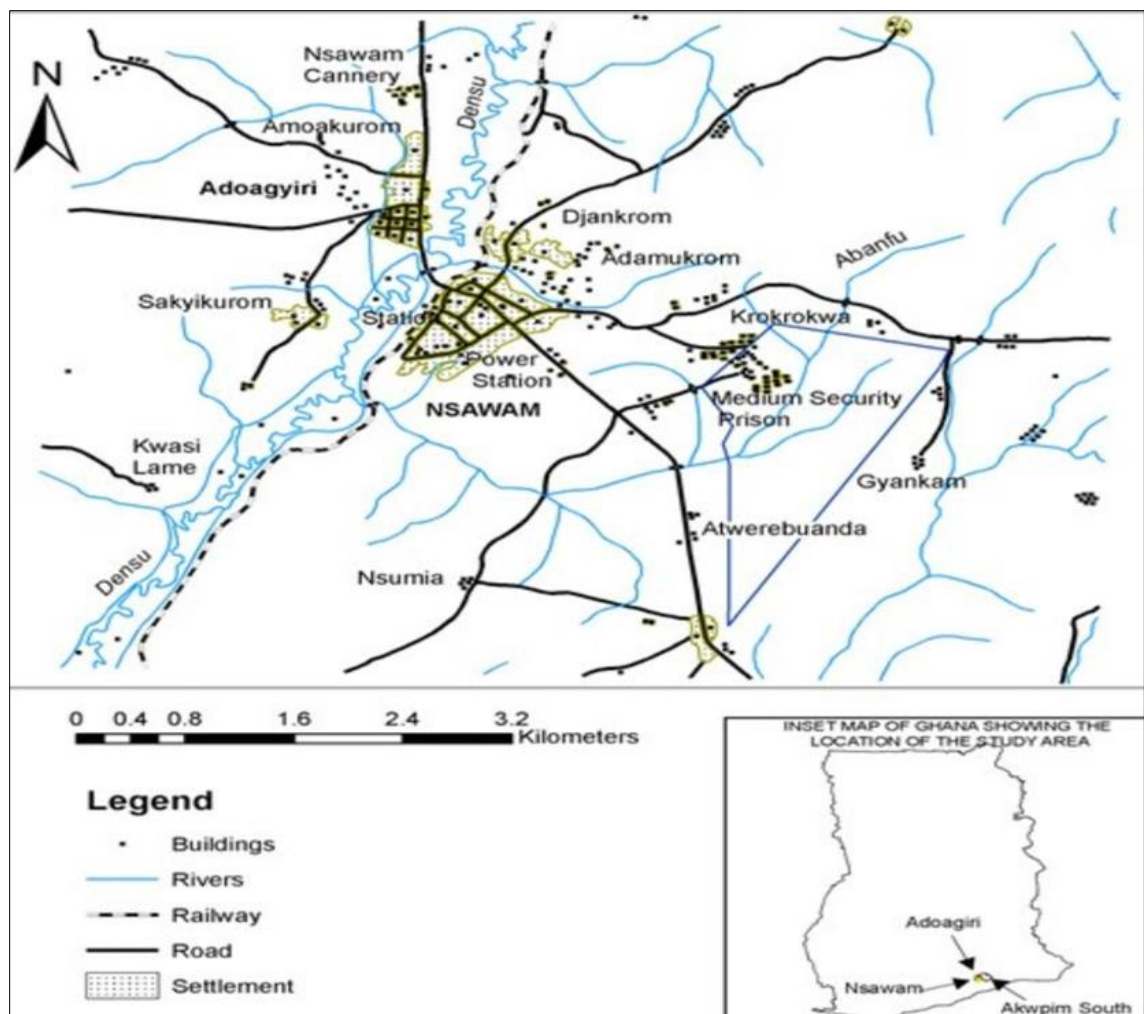 Nsawam
Cannery
N
Densu
Amoakurom
Adoagyiri
Djankrom
Adamukrom
Abanfu
Sakyikurom
Statio
Krokrokwa
Power
Station
Medium Security
Prison
NSAWAM
Kwasi
Lame
Gyankam
Atwerebuanda
Densu
Nsumia
0 0.4 0.8 1.6 2.4 3.2
Kilometers
Legend
Buildings
Rivers
Railway
Road
Settlement
INSET MAP OF GHANA SHOWING THE
LOCATION OF THE STUDY AREA
Adoagiri
Nsawam
Akwpim South